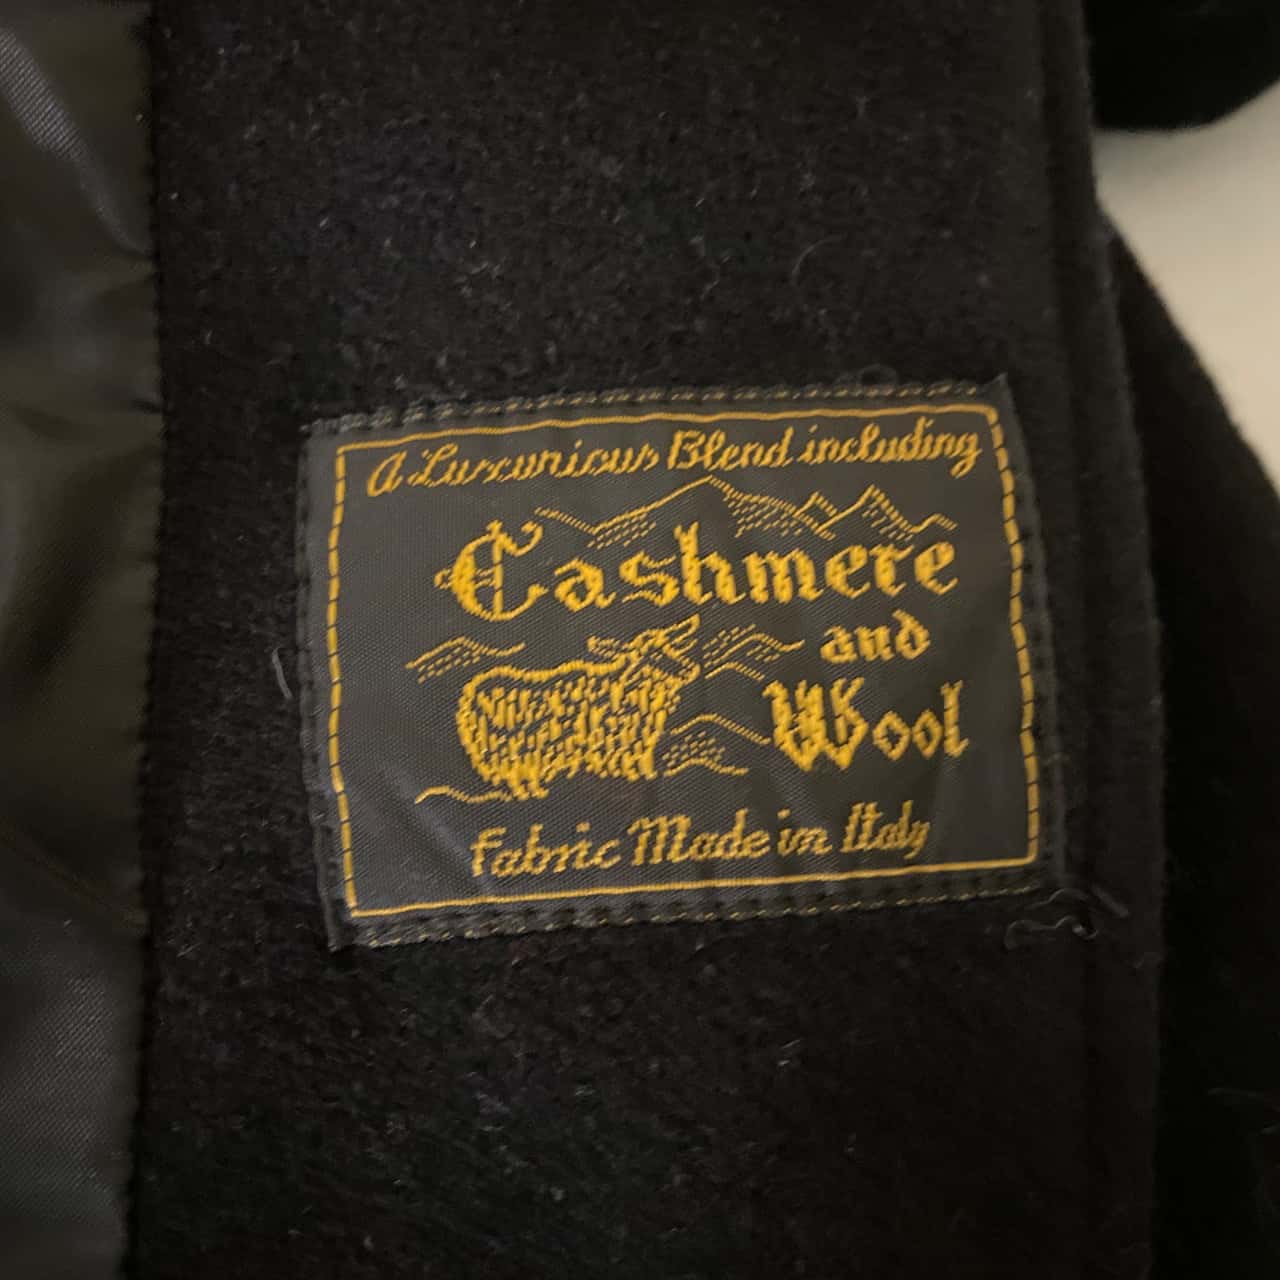 A Luxurious Blend including
Cashmere
and
Wool
Fabric Made in Italy